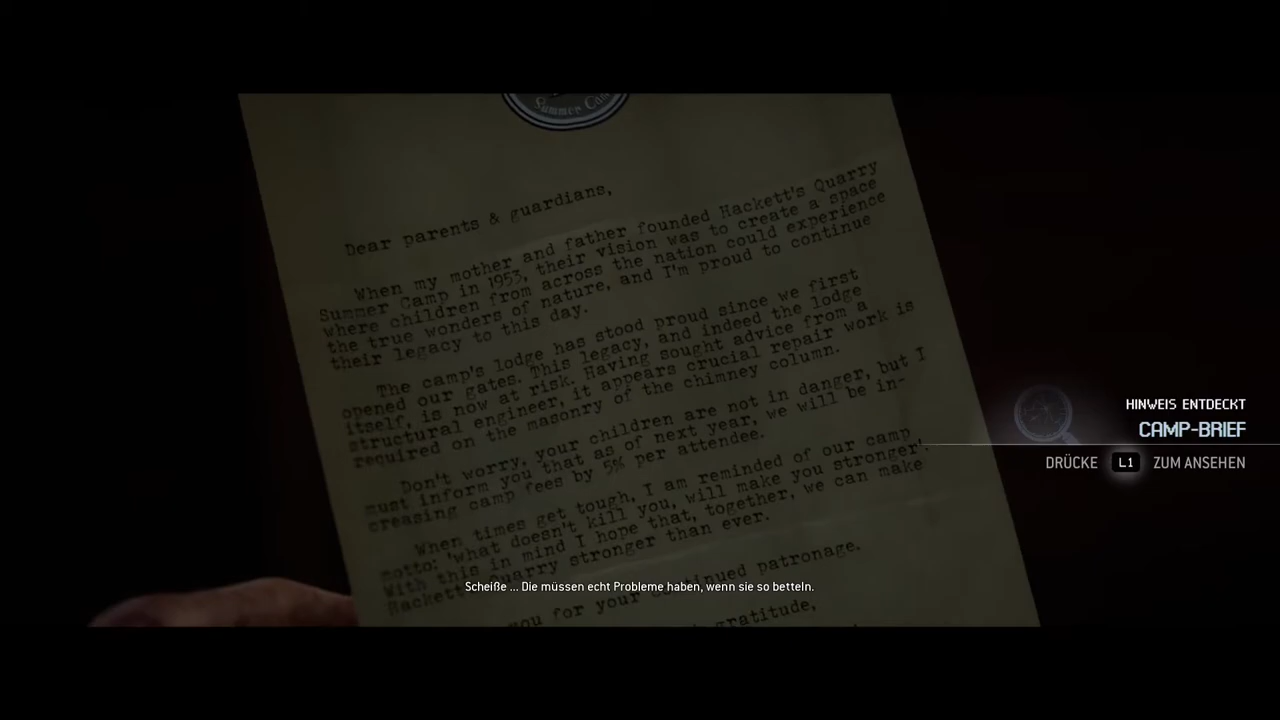 Summer Cam
Dear parents & guardians,
When my mother and father founded Hackett's Quarry
Summer Camp in 1953, their vision was to create a space
where children from across the nation could experience
the true wonders of nature, and I'm proud to continue
their legacy to this day.
The camp's lodge has stood proud since we first
opened our gates. This legacy, and indeed the lodge
itself, is now at risk. Having sought advice from a
structural engineer, it appears crucial repair work is
required on the masonry of the chimney column.
Don't worry, your children are not in danger, but I
must inform you that as of next year, we will be in-
creasing camp fees by 5% per attendee.
When times get tough, I am reminded of our camp
motto: 'what doesn't kill you, will make you stronger'.
With this in mind I hope that, together, we can make
Hackett's Quarry stronger than ever.
you for your continued patronage.
gratitude,
Scheiße ... Die müssen echt Probleme haben, wenn sie so betteln.
HINWEIS ENTDECKT
CAMP-BRIEF
DRÜCKE L1 ZUM ANSEHEN